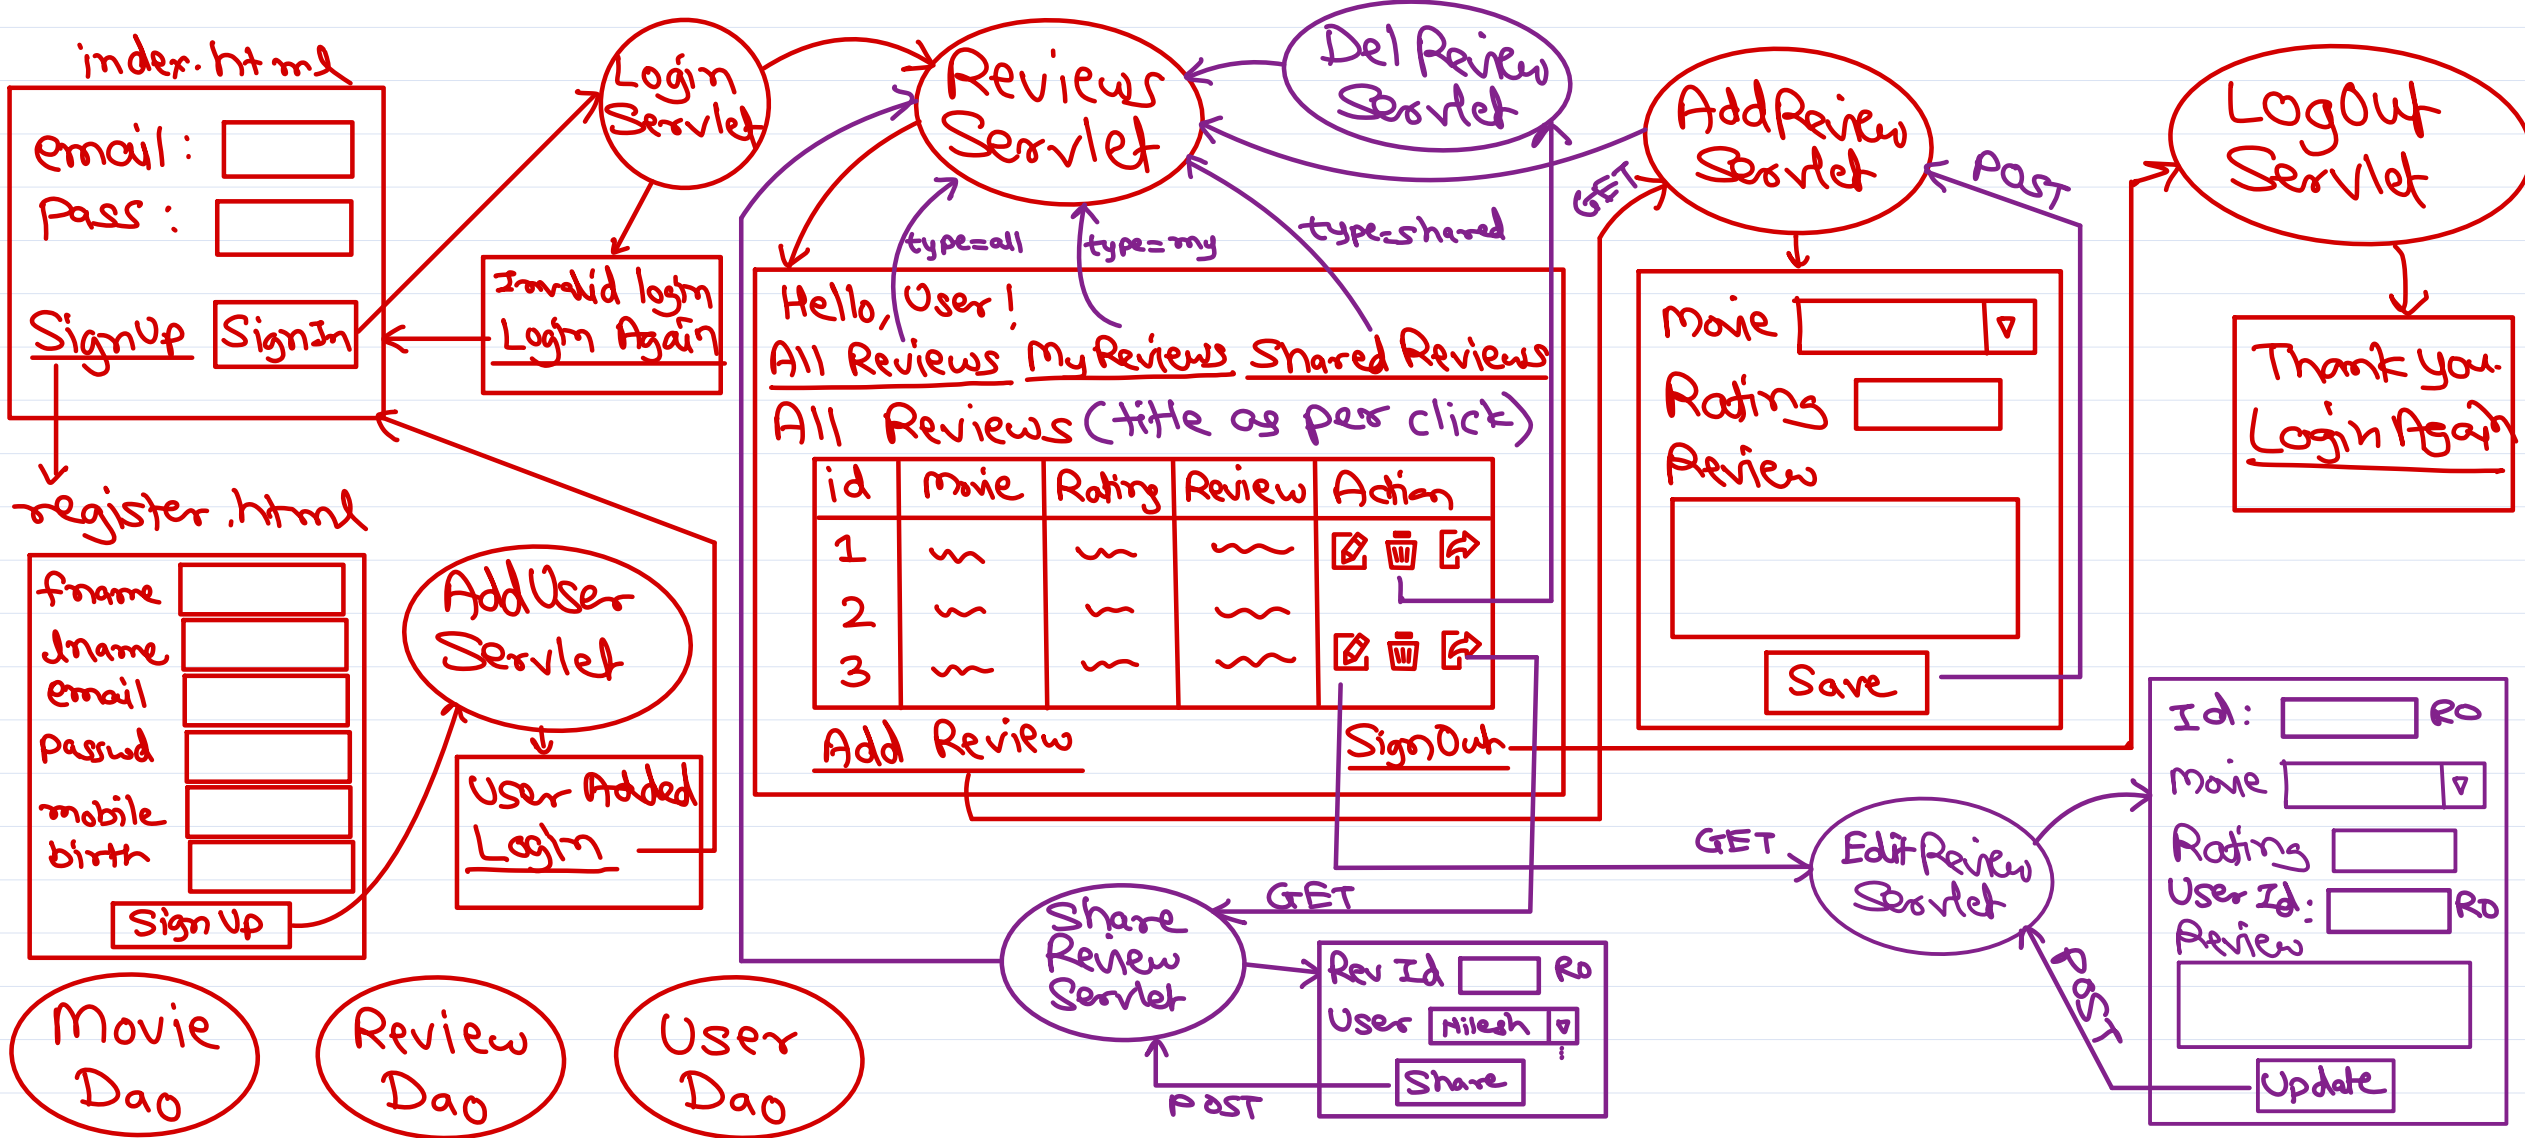 index.html
email:
Pass:
SignUp SignIn
Login
Servlet
Invalid login
Login Again
Reviews
Servlet
Del Review
Servlet
AddReview
Servlet
LogOut
Servlet
GET
POST
type=all
type=my
type=shared
Hello, User!
All Reviews My Reviews Shared Reviews
All Reviews (title as per click)
id Movie Rating Review Action
1
2
3
Add Review SignOut
Movie
Rating
Review
Save
Thank you.
Login Again
register.html
fname
lname
email
passwd
mobile
birth
Sign Up
AddUser
Servlet
User Added
Login
GET
Share
Review
Servlet
GET
Rev Id RO
User Nilesh
Share
POST
Edit Review
Servlet
POST
Id: RO
Movie
Rating
User Id: RO
Review
Update
Movie
Dao
Review
Dao
User
Dao